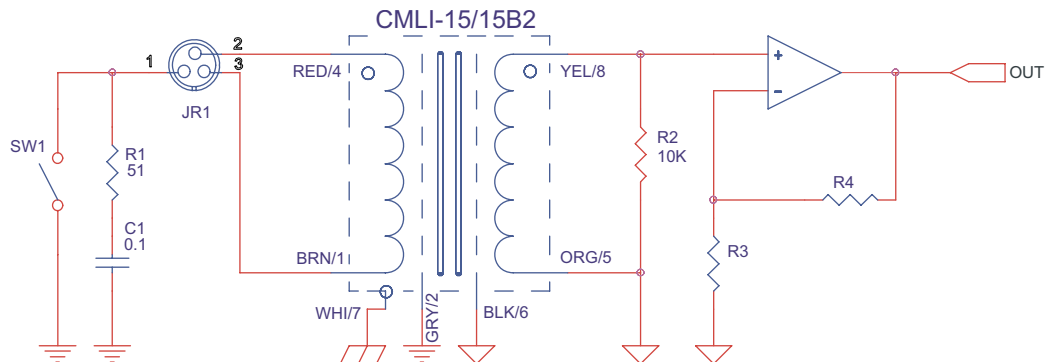 CMLI-15/15B2
1
2
3
JR1
RED/4
YEL/8
+
-
OUT
SW1
R1
51
C1
0.1
R2
10K
R4
R3
BRN/1
ORG/5
WHI/7
GRY/2
BLK/6